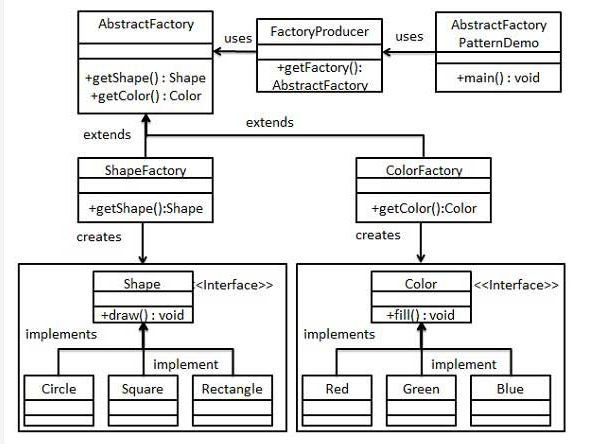 AbstractFactory
+getShape() : Shape
+getColor() : Color
uses
FactoryProducer
+getFactory():
AbstractFactory
uses
AbstractFactory
PatternDemo
+main() : void
extends
extends
ShapeFactory
+getShape():Shape
ColorFactory
+getColor():Color
creates
creates
Shape
<<Interface>>
+draw() : void
implements
implement
Circle
Square
Rectangle
Color
<<Interface>>
+fill() : void
implements
implement
Red
Green
Blue